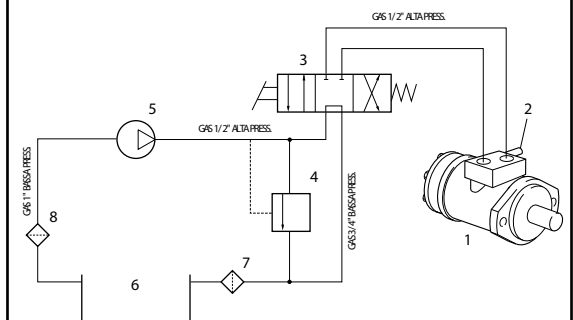 GAS 1/2" ALTA PRESS.
3
2
5
GAS 1/2" ALTA PRESS.
GAS 1" BASSA PRESS.
4
GAS 3/4" BASSA PRESS.
8
1
7
6